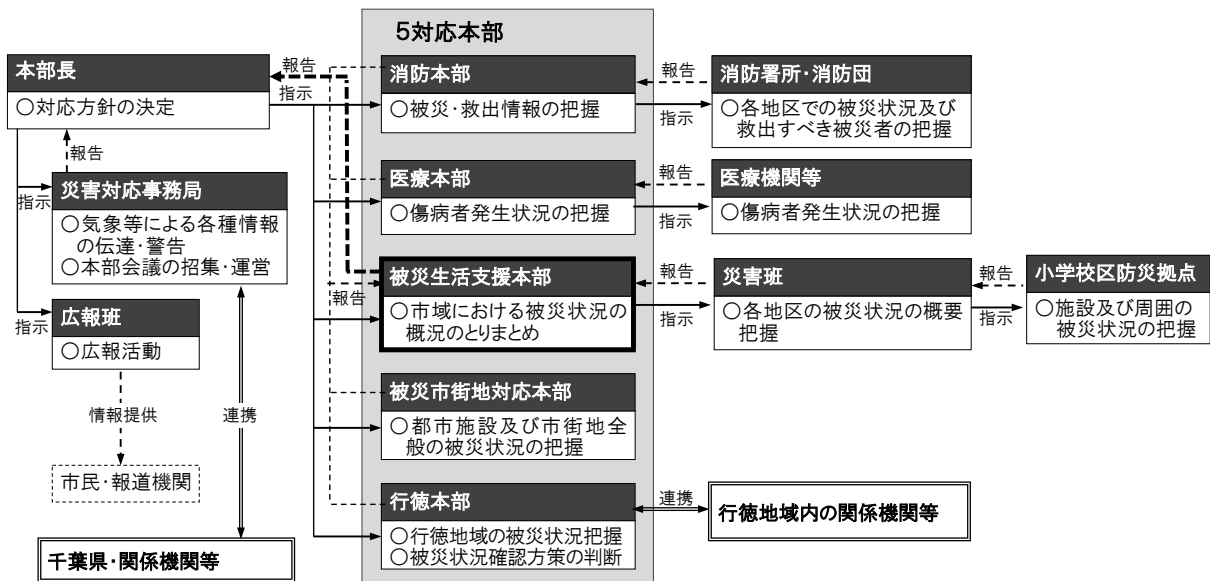 5対応本部
本部長
○対応方針の決定
報告
指示
消防本部
○被災・救出情報の把握
報告
指示
消防署所・消防団
○各地区での被災状況及び
救出すべき被災者の把握
報告
指示
災害対応事務局
○気象等による各種情報
の伝達・警告
○本部会議の招集・運営
医療本部
○傷病者発生状況の把握
報告
指示
医療機関等
○傷病者発生状況の把握
指示
広報班
○広報活動
報告
被災生活支援本部
○市域における被災状況の
概況のとりまとめ
報告
指示
災害班
○各地区の被災状況の概要
把握
報告
指示
小学校区防災拠点
○施設及び周囲の
被災状況の把握
情報提供
連携
被災市街地対応本部
○都市施設及び市街地全
般の被災状況の把握
市民・報道機関
行徳本部
○行徳地域の被災状況把握
○被災状況確認方策の判断
連携
行徳地域内の関係機関等
千葉県・関係機関等